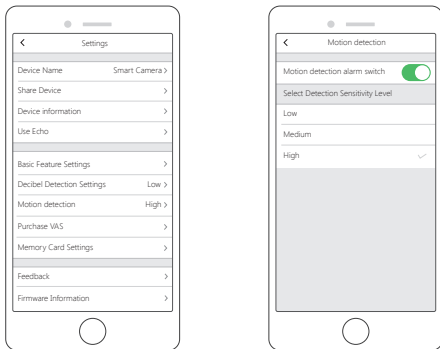 Settings
Device Name Smart Camera >
Share Device >
Device information >
Use Echo >
Basic Feature Settings >
Decibel Detection Settings Low >
Motion detection High >
Purchase VAS >
Memory Card Settings >
Feedback >
Firmware Information >
Motion detection
Motion detection alarm switch
Select Detection Sensitivity Level
Low
Medium
High